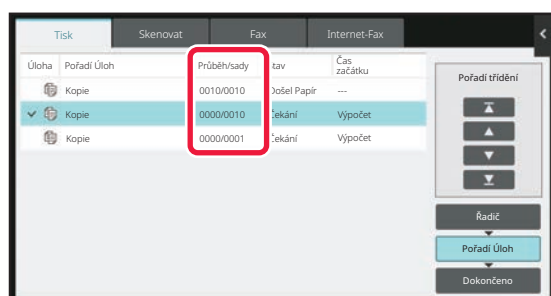 Tisk Skenovat Fax Internet-Fax
Úloha Pořadí Úloh Průběh/sady Čas začátku
Pořadí třídění
Kopie 0010/0010 Došel Papír ---
Kopie 0000/0010 Čekání Výpočet
Kopie 0000/0001 Čekání Výpočet
Řadič
Pořadí Úloh
Dokončeno